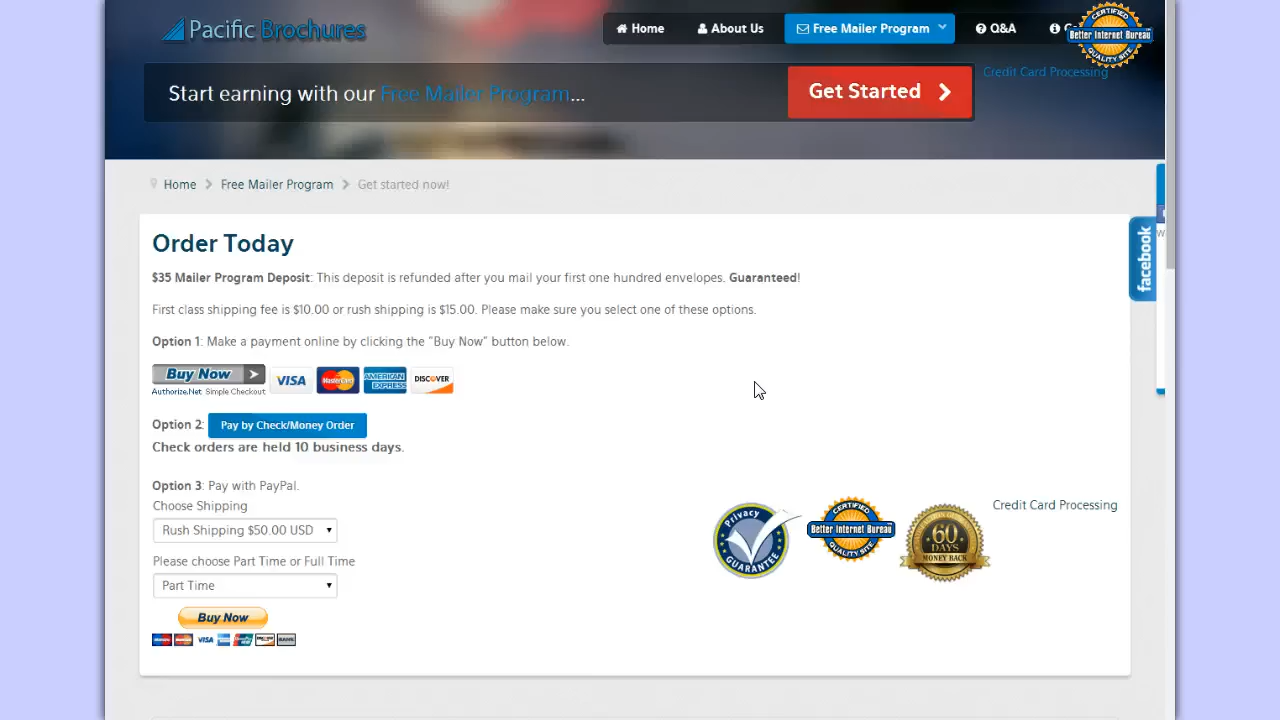 Pacific Brochures
Home
About Us
Free Mailer Program
Q&A
CERTIFIED
Better Internet Bureau
QUALITY SITE
Start earning with our Free Mailer Program...
Get Started
Credit Card Processing
Home > Free Mailer Program > Get started now!
facebook
Order Today
$35 Mailer Program Deposit: This deposit is refunded after you mail your first one hundred envelopes. Guaranteed!
First class shipping fee is $10.00 or rush shipping is $15.00. Please make sure you select one of these options.
Option 1: Make a payment online by clicking the "Buy Now" button below.
Buy Now >
Authorize.Net Simple Checkout
VISA
MasterCard
AMERICAN EXPRESS
DISCOVER
Option 2: Pay by Check/Money Order
Check orders are held 10 business days.
Option 3: Pay with PayPal.
Choose Shipping
Rush Shipping $50.00 USD
Please choose Part Time or Full Time
Part Time
Buy Now
VISA
Privacy
GUARANTEE
CERTIFIED
Better Internet Bureau
QUALITY SITE
60
DAYS
MONEY BACK
Credit Card Processing